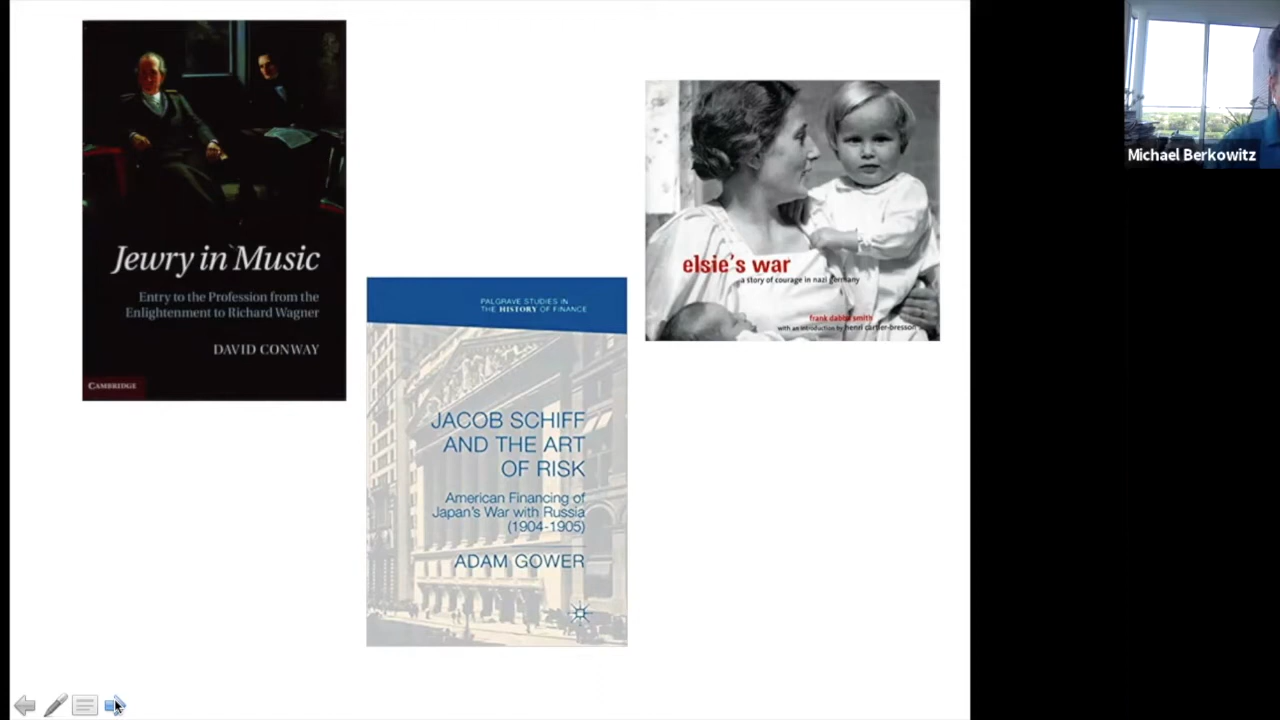 Jewry in Music
Entry to the Profession from the
Enlightenment to Richard Wagner
DAVID CONWAY
CAMBRIDGE
PALGRAVE STUDIES IN
THE HISTORY OF FINANCE
JACOB SCHIFF
AND THE ART
OF RISK
American Financing of
Japan's War with Russia
(1904-1905)
ADAM GOWER
elsie's war
a story of courage in nazi germany
frank dabba smith
with an introduction by henri cartier-bresson
Michael Berkowitz